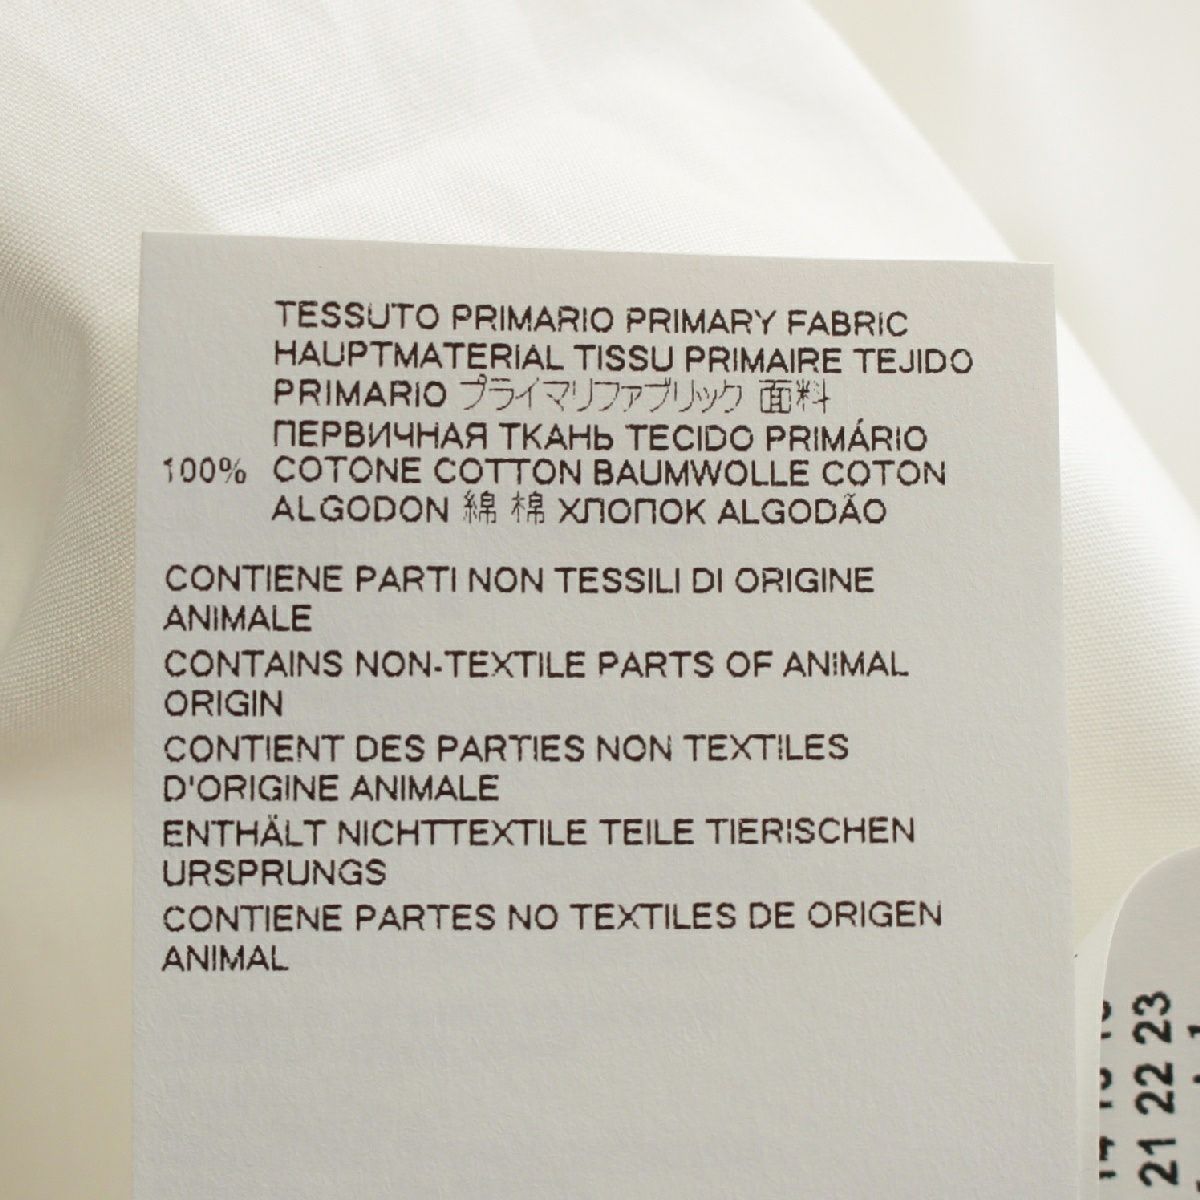 TESSUTO PRIMARIO PRIMARY FABRIC
HAUPTMATERIAL TISSU PRIMAIRE TEJIDO
PRIMARIO プライマリファブリック 面料
ПЕРВИЧНАЯ ТКАНЬ TECIDO PRIMÁRIO
100% COTONE COTTON BAUMWOLLE COTON
ALGODON 綿 棉 ХЛОПОК ALGODÃO
CONTIENE PARTI NON TESSILI DI ORIGINE
ANIMALE
CONTAINS NON-TEXTILE PARTS OF ANIMAL
ORIGIN
CONTIENT DES PARTIES NON TEXTILES
D'ORIGINE ANIMALE
ENTHÄLT NICHTTEXTILE TEILE TIERISCHEN
URSPRUNGS
CONTIENE PARTES NO TEXTILES DE ORIGEN
ANIMAL
21 22 23